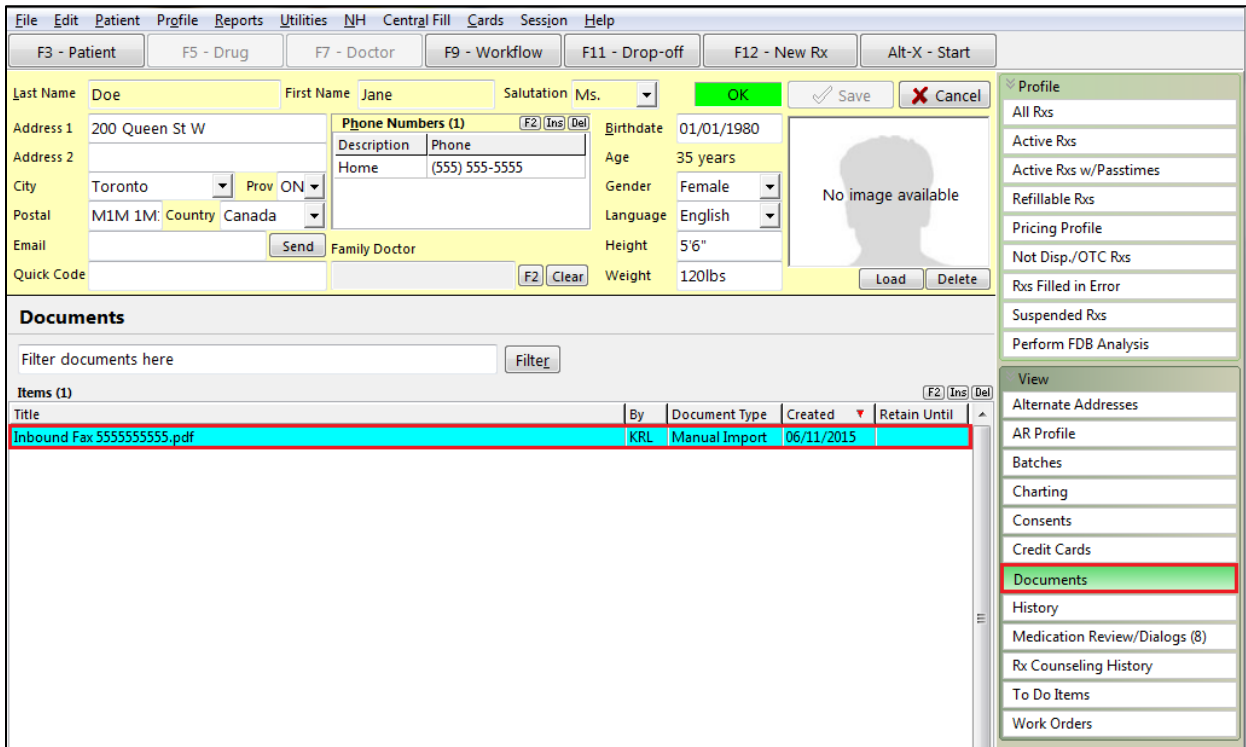 File Edit Patient Profile Reports Utilities NH Central Fill Cards Session Help
F3 - Patient F5 - Drug F7 - Doctor F9 - Workflow F11 - Drop-off F12 - New Rx Alt-X - Start
Last Name Doe First Name Jane Salutation Ms. OK Save Cancel
Address 1 200 Queen St W
Address 2
City Toronto Prov ON
Postal M1M 1M Country Canada
Email Send
Quick Code
Phone Numbers (1) F2 Ins Del
Description Phone
Home (555) 555-5555
Family Doctor
F2 Clear
Birthdate 01/01/1980
Age 35 years
Gender Female
Language English
Height 5'6"
Weight 120lbs
No image available
Load Delete
Documents
Filter documents here Filter
Items (1) F2 Ins Del
Title By Document Type Created Retain Until
Inbound Fax 5555555555.pdf KRL Manual Import 06/11/2015
Profile
All Rxs
Active Rxs
Active Rxs w/Passtimes
Refillable Rxs
Pricing Profile
Not Disp./OTC Rxs
Rxs Filled in Error
Suspended Rxs
Perform FDB Analysis
View
Alternate Addresses
AR Profile
Batches
Charting
Consents
Credit Cards
Documents
History
Medication Review/Dialogs (8)
Rx Counseling History
To Do Items
Work Orders